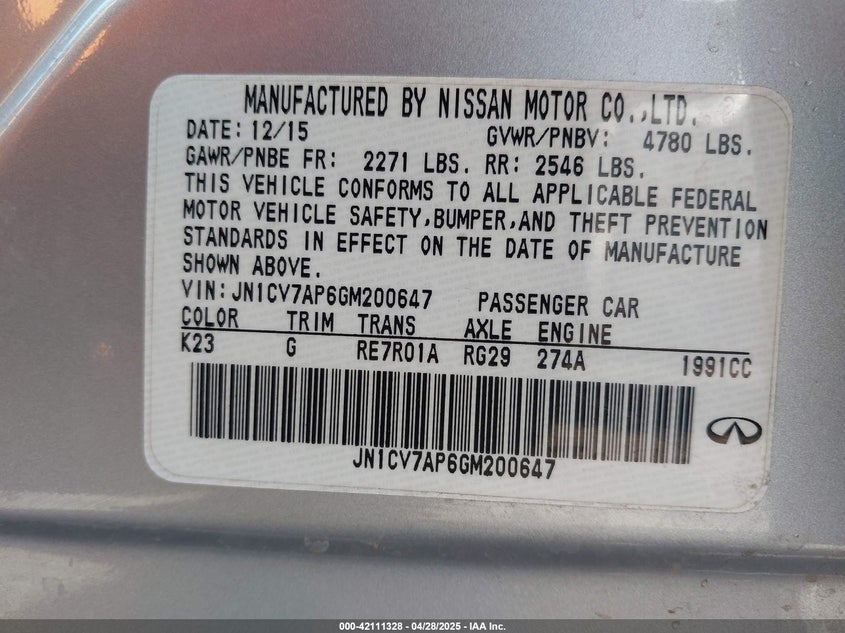 MANUFACTURED BY NISSAN MOTOR CO.,LTD.
DATE: 12/15 GVWR/PNBV: 4780 LBS.
GAWR/PNBE FR: 2271 LBS. RR: 2546 LBS.
THIS VEHICLE CONFORMS TO ALL APPLICABLE FEDERAL
MOTOR VEHICLE SAFETY,BUMPER,AND THEFT PREVENTION
STANDARDS IN EFFECT ON THE DATE OF MANUFACTURE
SHOWN ABOVE.
VIN: JN1CV7AP6GM200647 PASSENGER CAR
COLOR TRIM TRANS AXLE ENGINE
K23 G RE7R01A RG29 274A 1991CC
JN1CV7AP6GM200647
000-42111328 - 04/28/2025 - IAA Inc.